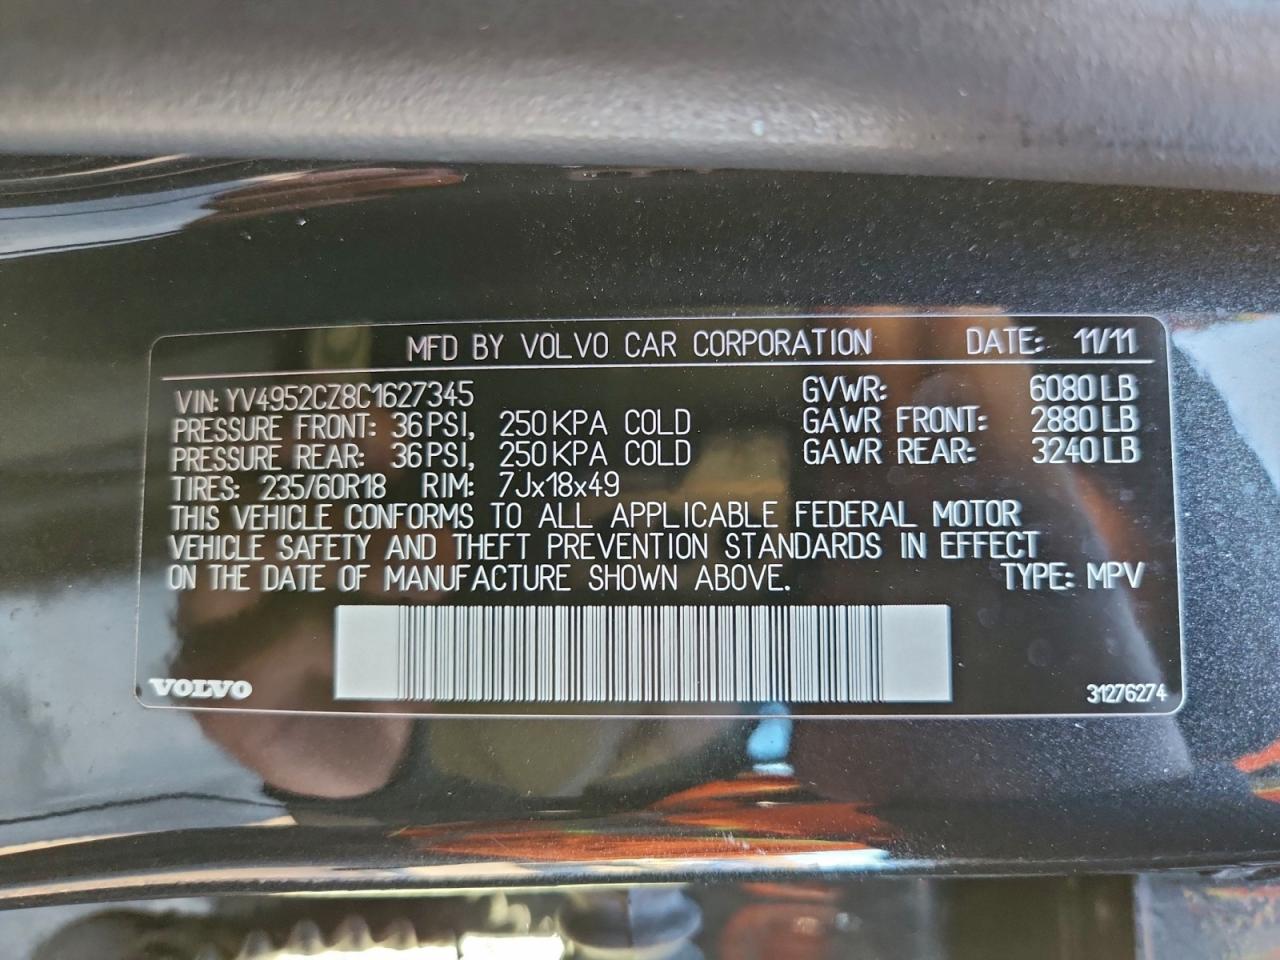 MFD BY VOLVO CAR CORPORATION DATE: 11/11
VIN: YV4952CZ8C1627345 GVWR: 6080 LB
PRESSURE FRONT: 36 PSI, 250 KPA COLD GAWR FRONT: 2880 LB
PRESSURE REAR: 36 PSI, 250 KPA COLD GAWR REAR: 3240 LB
TIRES: 235/60R18 RIM: 7Jx18x49
THIS VEHICLE CONFORMS TO ALL APPLICABLE FEDERAL MOTOR
VEHICLE SAFETY AND THEFT PREVENTION STANDARDS IN EFFECT
ON THE DATE OF MANUFACTURE SHOWN ABOVE. TYPE: MPV
VOLVO 31276274